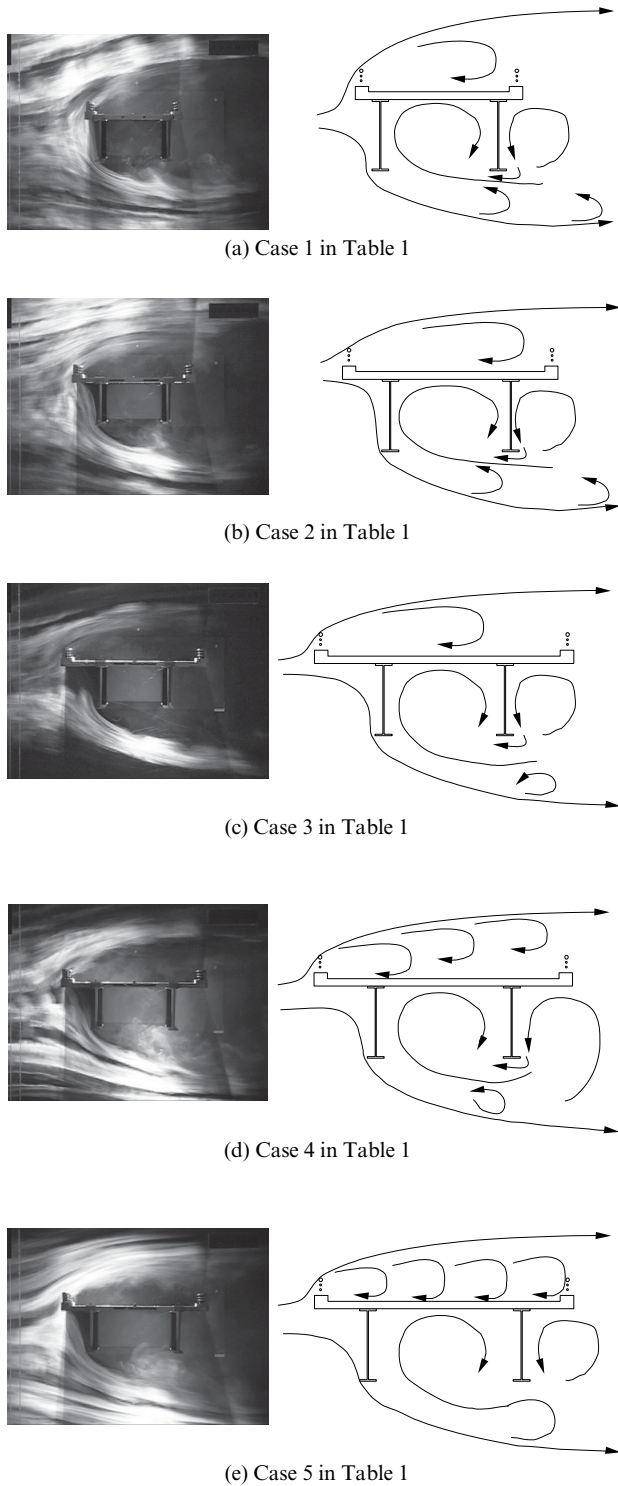 (a) Case 1 in Table 1
(b) Case 2 in Table 1
(c) Case 3 in Table 1
(d) Case 4 in Table 1
(e) Case 5 in Table 1